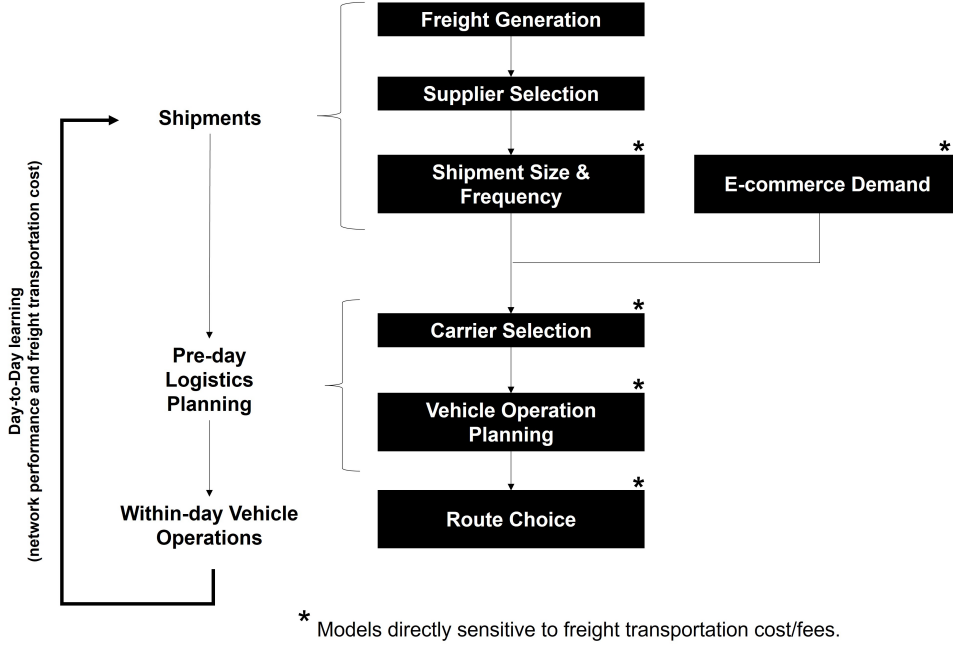 Freight Generation
Supplier Selection
Shipments
*
Shipment Size &
Frequency
*
E-commerce Demand
Day-to-Day learning
(network performance and freight transportation cost)
*
Carrier Selection
Pre-day
Logistics
Planning
*
Vehicle Operation
Planning
Within-day Vehicle
Operations
*
Route Choice
* Models directly sensitive to freight transportation cost/fees.